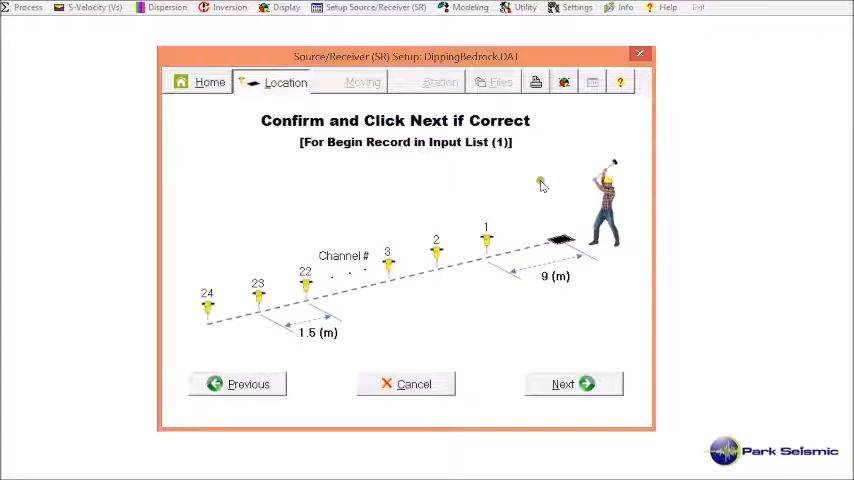 Process S-Velocity (Vs) Dispersion Inversion Display Setup Source/Receiver (SR) Modeling Utility Settings Info Help
Source/Receiver (SR) Setup: DippingBedrock.DAT
Home Location Moving Station Files ?
Confirm and Click Next if Correct
[For Begin Record in Input List (1)]
1
2
3
Channel #
22
23
24
9 (m)
1.5 (m)
Previous Cancel Next
Park Seismic